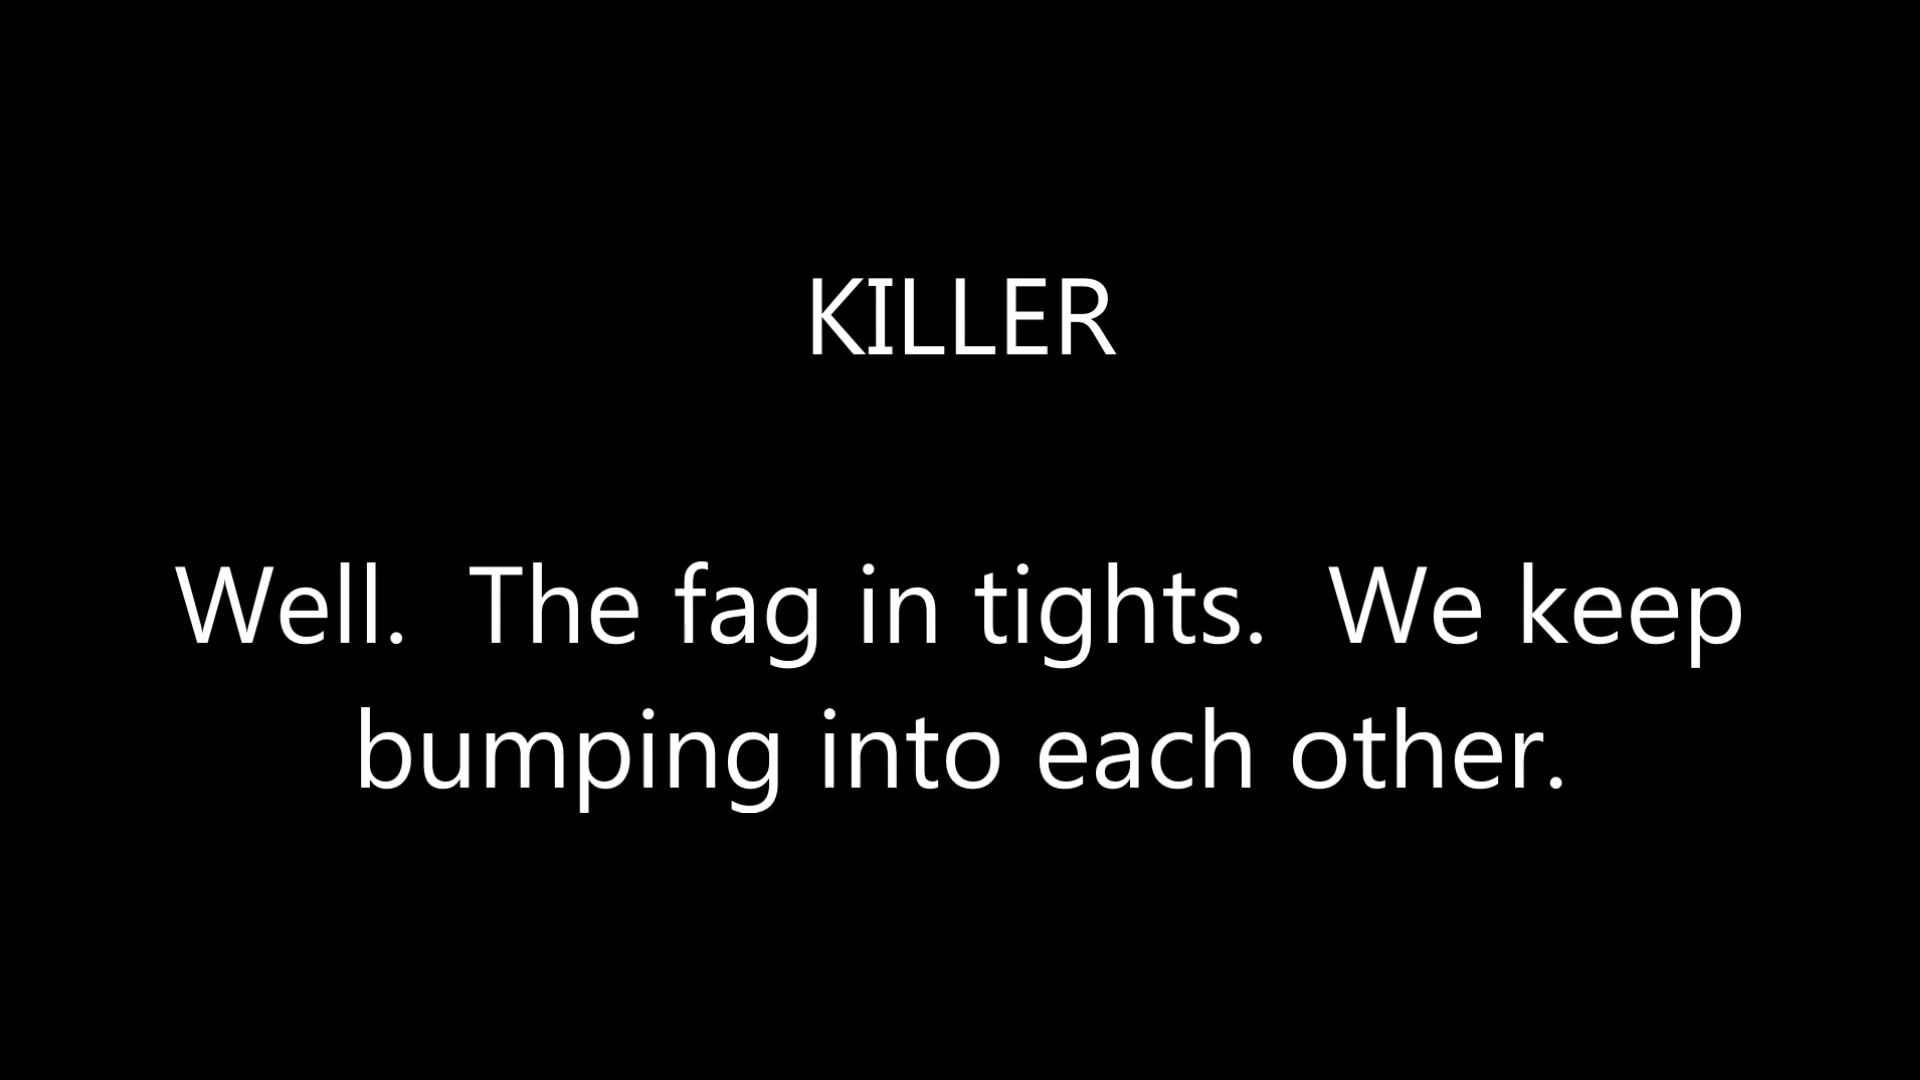 KILLER
Well.  The fag in tights.  We keep
bumping into each other.